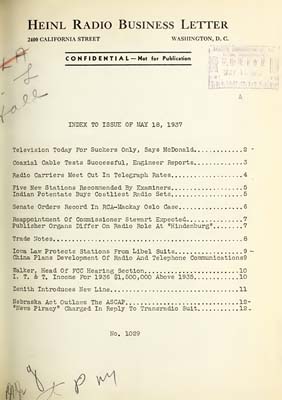 HEINL RADIO BUSINESS LETTER
2400 CALIFORNIA STREET WASHINGTON, D. C.
CONFIDENTIAL — Not for Publication
A
INDEX TO ISSUE OF MAY 18, 1937
Television Today For Suckers Only, Says McDonald.............2
Coaxial Cable Tests Successful, Engineer Reports.............3
Radio Carriers Meet Cut In Telegraph Rates...................4
Five New Stations Recommended By Examiners...................5
Indian Potentate Buys Costliest Radio Sets...................5
Senate Orders Record In RCA-Mackay Oslo Case.................6
Reappointment Of Commissioner Stewart Expected...............7
Publisher Organs Differ On Radio Role At "Hindenburg"........7
Trade Notes..................................................8
Iowa Law Protects Stations From Libel Suits..................9
China Plans Development Of Radio And Telephone Communications9
Walker, Head Of FCC Hearing Section..........................10
I. T. & T. Income For 1936 $1,500,000 Above 1935.............10
Zenith Introduces New Line...................................11
Nebraska Act Outlaws The ASCAP...............................12
"News Piracy" Charged In Reply To Transradio Suit............12
No. 1029